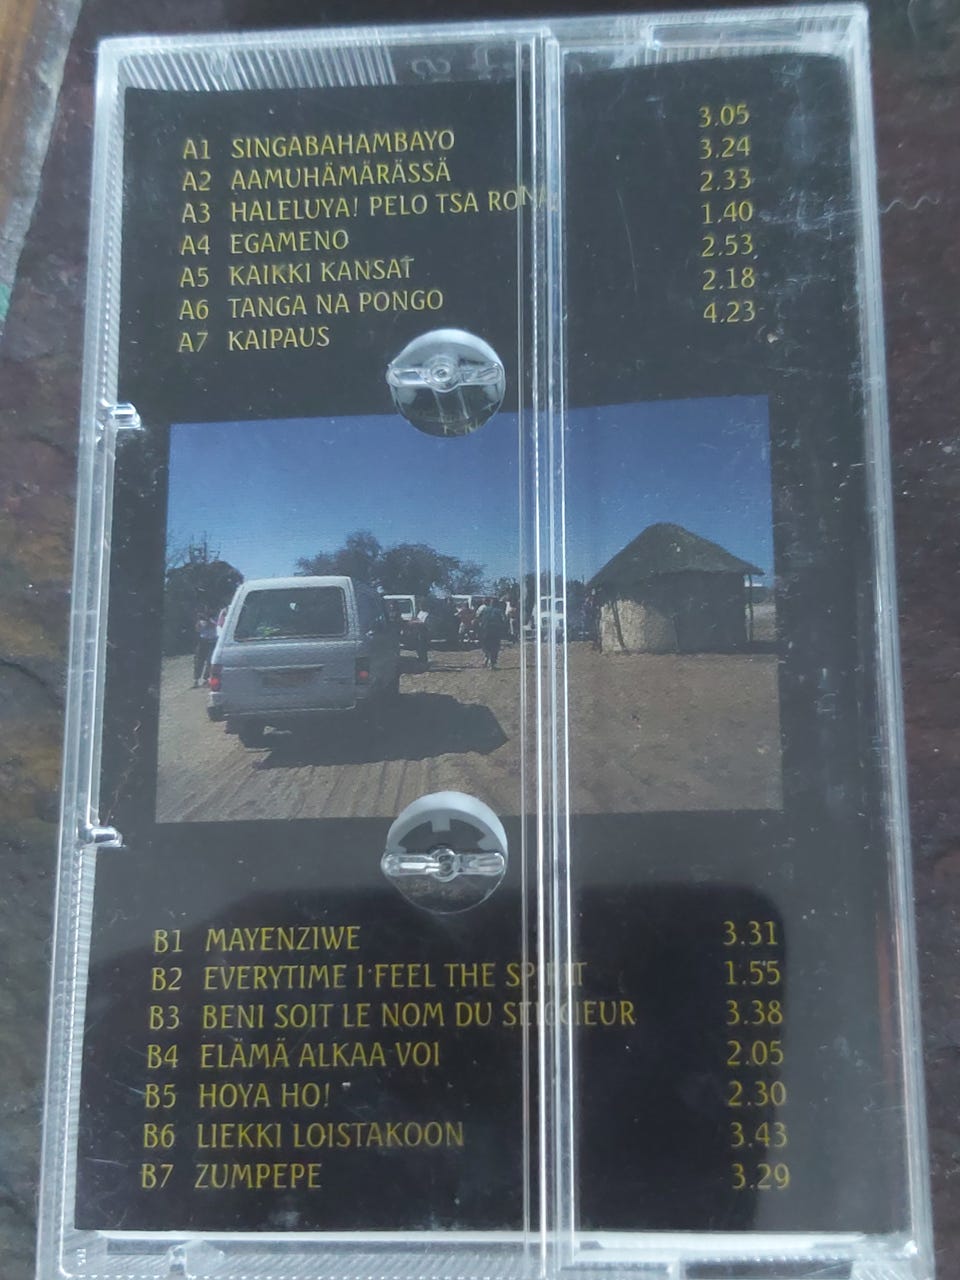 A1 SINGABAHAMBAYO 3.05
A2 AAMUHÄMÄRÄSSÄ 3.24
A3 HALELUYA! PELO TSA RONA 2.33
A4 EGAMENO 1.40
A5 KAIKKI KANSAT 2.53
A6 TANGA NA PONGO 2.18
A7 KAIPAUS 4.23
B1 MAYENZIWE 3.31
B2 EVERYTIME I FEEL THE SPIRIT 1.55
B3 BENI SOIT LE NOM DU SEIGNIEUR 3.38
B4 ELÄMÄ ALKAA VOI 2.05
B5 HOYA HO! 2.30
B6 LIEKKI LOISTAKOON 3.43
B7 ZUMPEPE 3.29